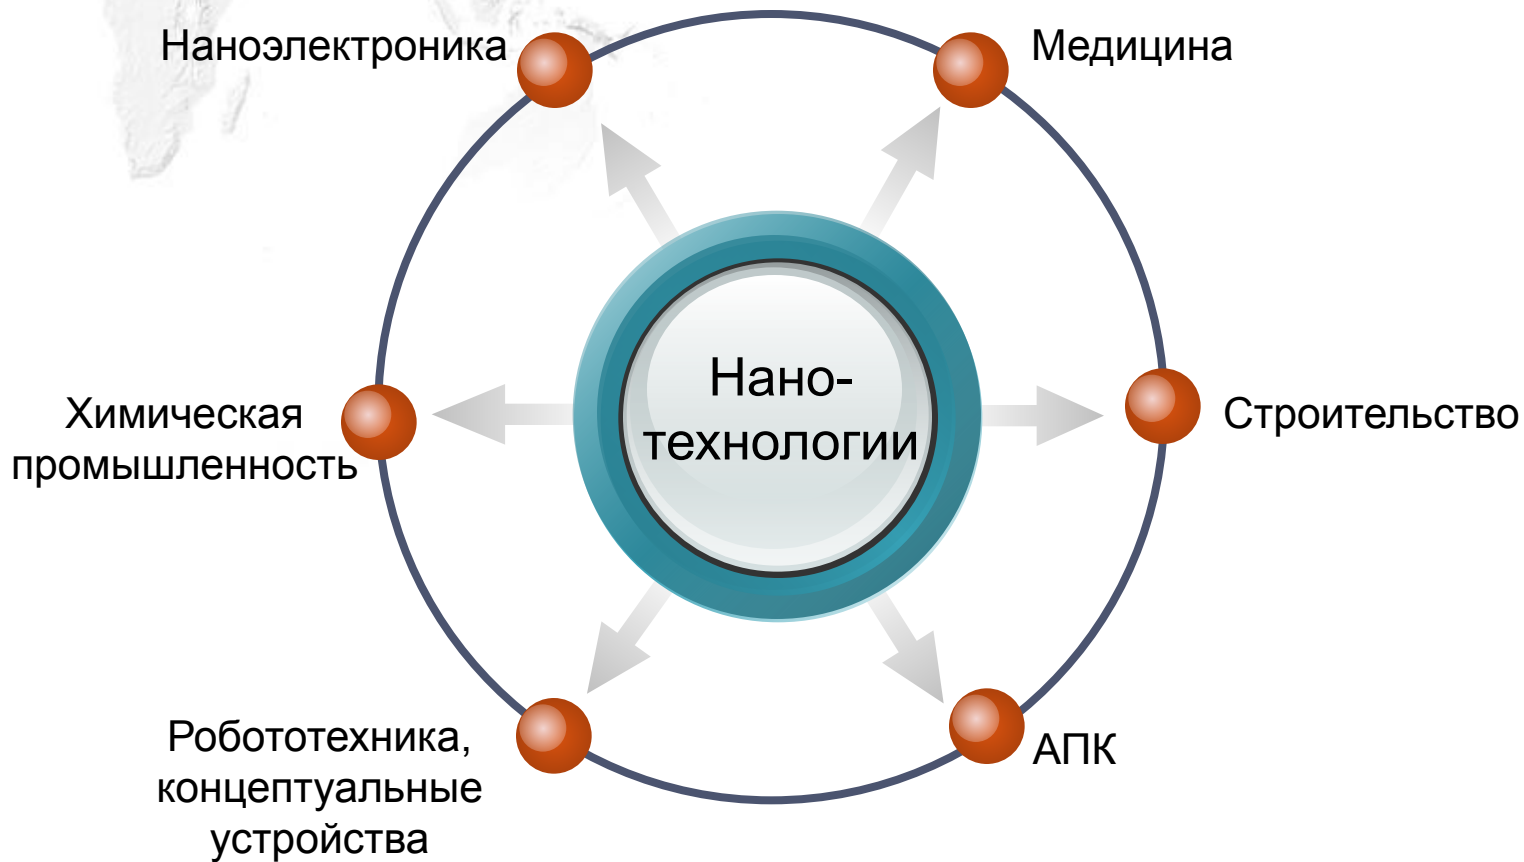 Наноэлектроника
Медицина
Нано-
технологии
Химическая
промышленность
Строительство
Робототехника,
концептуальные
устройства
АПК